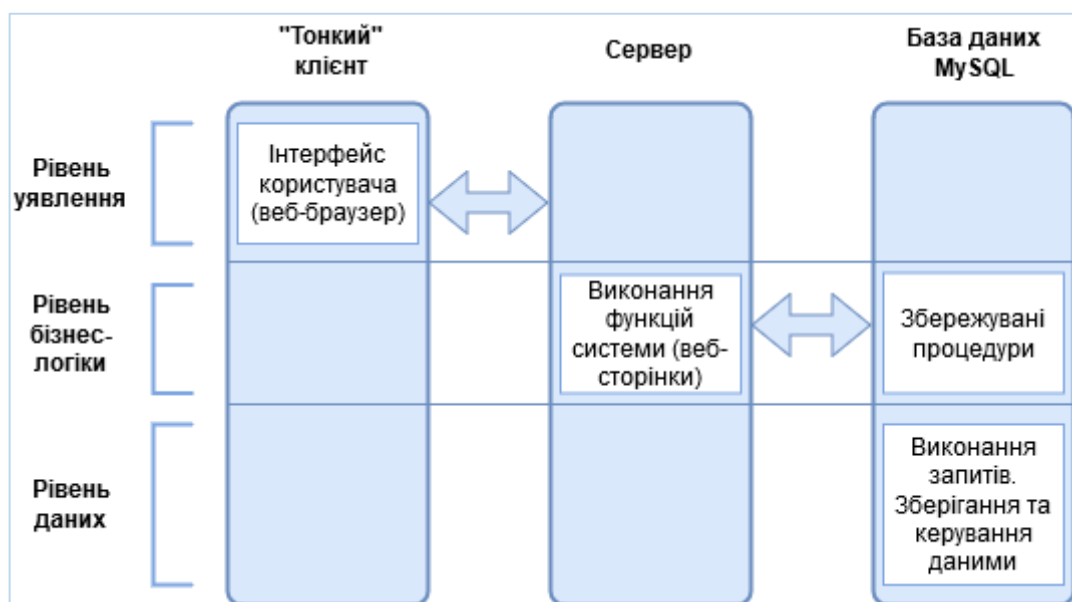 "Тонкий"
клієнт
Сервер
База даних
MySQL
Рівень
уявлення
Інтерфейс
користувача
(веб-браузер)
Рівень
бізнес-
логіки
Виконання
функцій
системи (веб-
сторінки)
Збережувані
процедури
Рівень
даних
Виконання
запитів.
Зберігання та
керування
даними